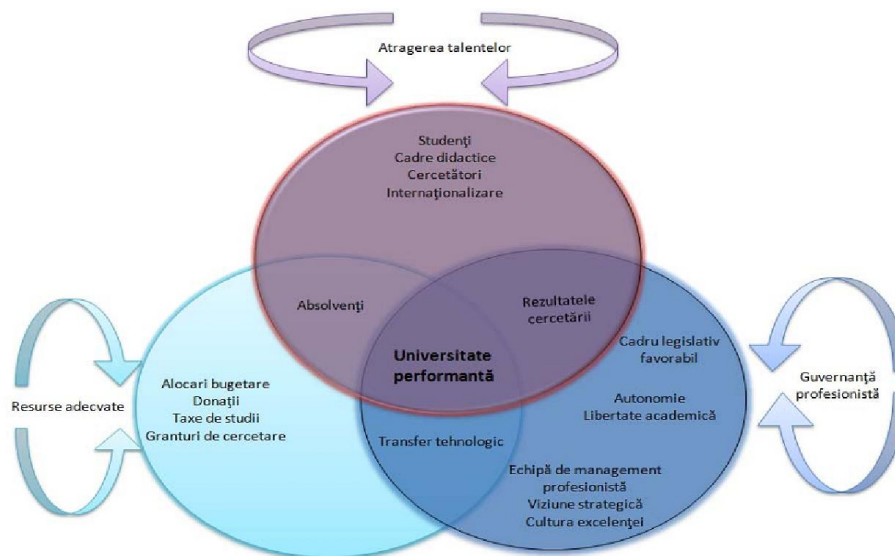 Atragerea talentelor
Studenţi
Cadre didactice
Cercetători
Internaţionalizare
Absolvenţi
Rezultatele
cercetării
Universitate
performantă
Cadru legislativ
favorabil
Autonomie
Libertate academică
Guvernanţă
profesionistă
Resurse adecvate
Alocari bugetare
Donaţii
Taxe de studii
Granturi de cercetare
Transfer tehnologic
Echipă de management
profesionistă
Viziune strategică
Cultura excelenţei